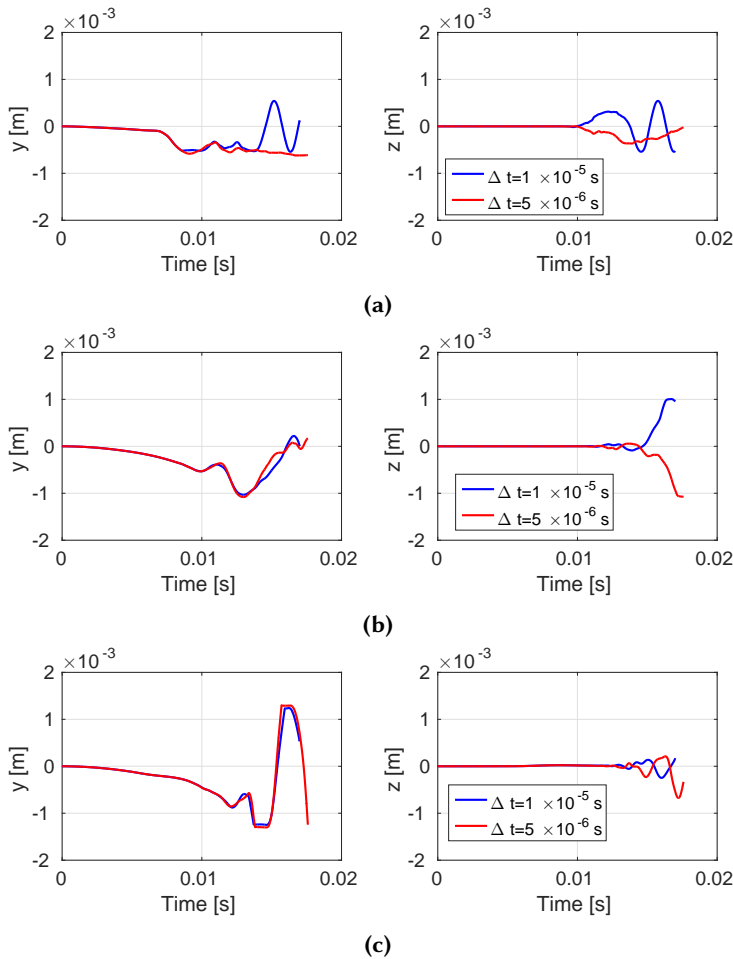 ×10⁻³
2
1
0
-1
-2
y [m]
0
0.01
0.02
Time [s]
×10⁻³
2
1
0
-1
-2
z [m]
Δ t=1 ×10⁻⁵ s
Δ t=5 ×10⁻⁶ s
0
0.01
0.02
Time [s]
(a)
×10⁻³
2
1
0
-1
-2
y [m]
0
0.01
0.02
Time [s]
×10⁻³
2
1
0
-1
-2
z [m]
Δ t=1 ×10⁻⁵ s
Δ t=5 ×10⁻⁶ s
0
0.01
0.02
Time [s]
(b)
×10⁻³
2
1
0
-1
-2
y [m]
0
0.01
0.02
Time [s]
×10⁻³
2
1
0
-1
-2
z [m]
Δ t=1 ×10⁻⁵ s
Δ t=5 ×10⁻⁶ s
0
0.01
0.02
Time [s]
(c)